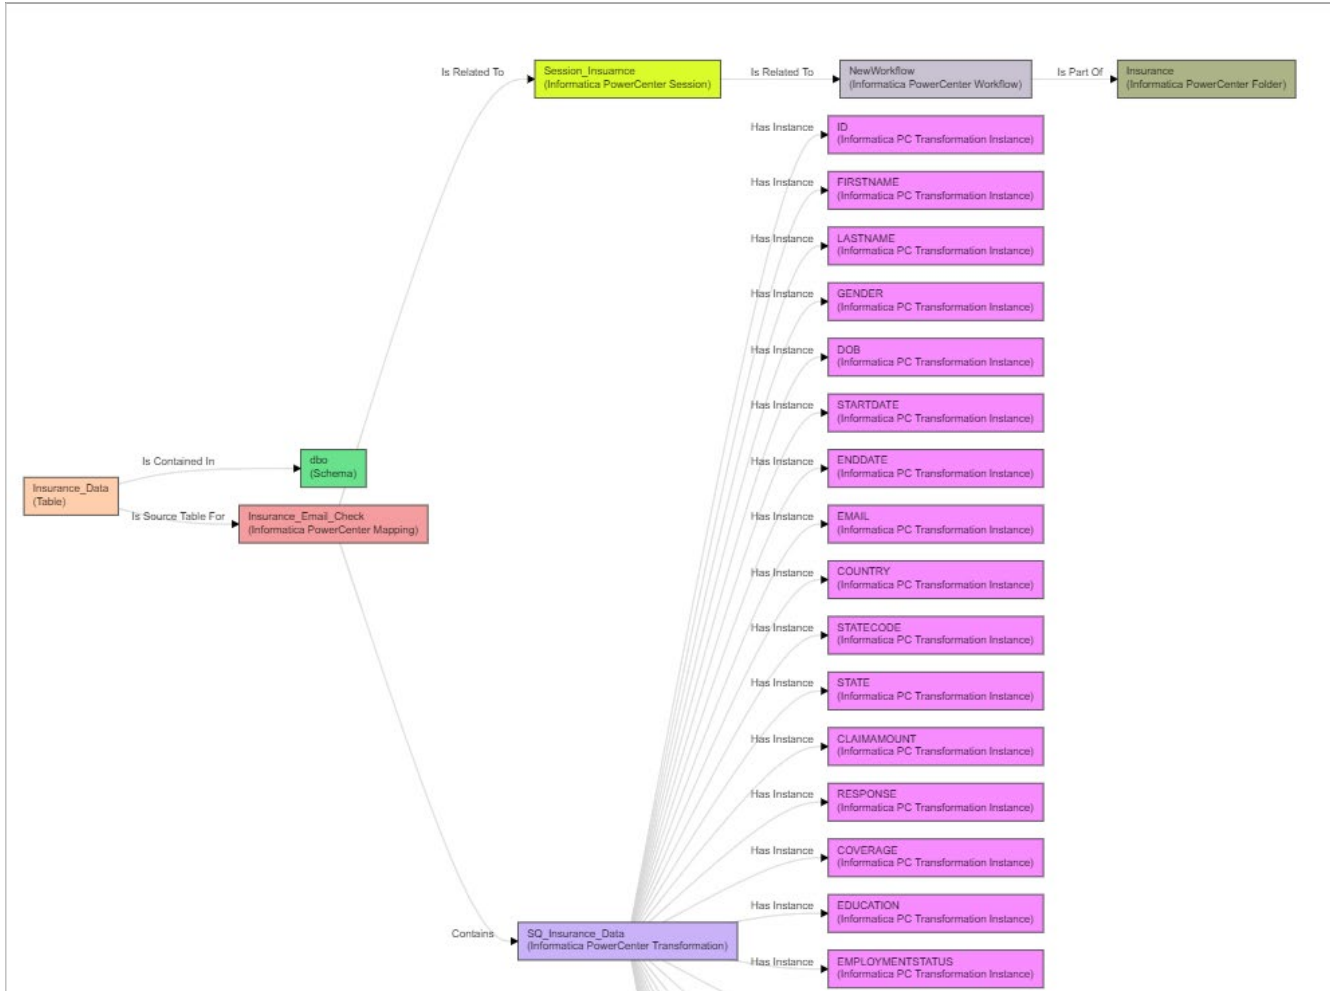 Is Related To
Session_Insuarnce
(Informatica PowerCenter Session)
Is Related To
NewWorkflow
(Informatica PowerCenter Workflow)
Is Part Of
Insurance
(Informatica PowerCenter Folder)
Has Instance
ID
(Informatica PC Transformation Instance)
Has Instance
FIRSTNAME
(Informatica PC Transformation Instance)
Has Instance
LASTNAME
(Informatica PC Transformation Instance)
Has Instance
GENDER
(Informatica PC Transformation Instance)
Has Instance
DOB
(Informatica PC Transformation Instance)
Has Instance
STARTDATE
(Informatica PC Transformation Instance)
Is Contained In
dbo
(Schema)
Has Instance
ENDDATE
(Informatica PC Transformation Instance)
Insurance_Data
(Table)
Is Source Table For
Insurance_Email_Check
(Informatica PowerCenter Mapping)
Has Instance
EMAIL
(Informatica PC Transformation Instance)
Has Instance
COUNTRY
(Informatica PC Transformation Instance)
Has Instance
STATECODE
(Informatica PC Transformation Instance)
Has Instance
STATE
(Informatica PC Transformation Instance)
Has Instance
CLAIMAMOUNT
(Informatica PC Transformation Instance)
Has Instance
RESPONSE
(Informatica PC Transformation Instance)
Has Instance
COVERAGE
(Informatica PC Transformation Instance)
Has Instance
EDUCATION
(Informatica PC Transformation Instance)
Contains
SQ_Insurance_Data
(Informatica PowerCenter Transformation)
Has Instance
EMPLOYMENTSTATUS
(Informatica PC Transformation Instance)